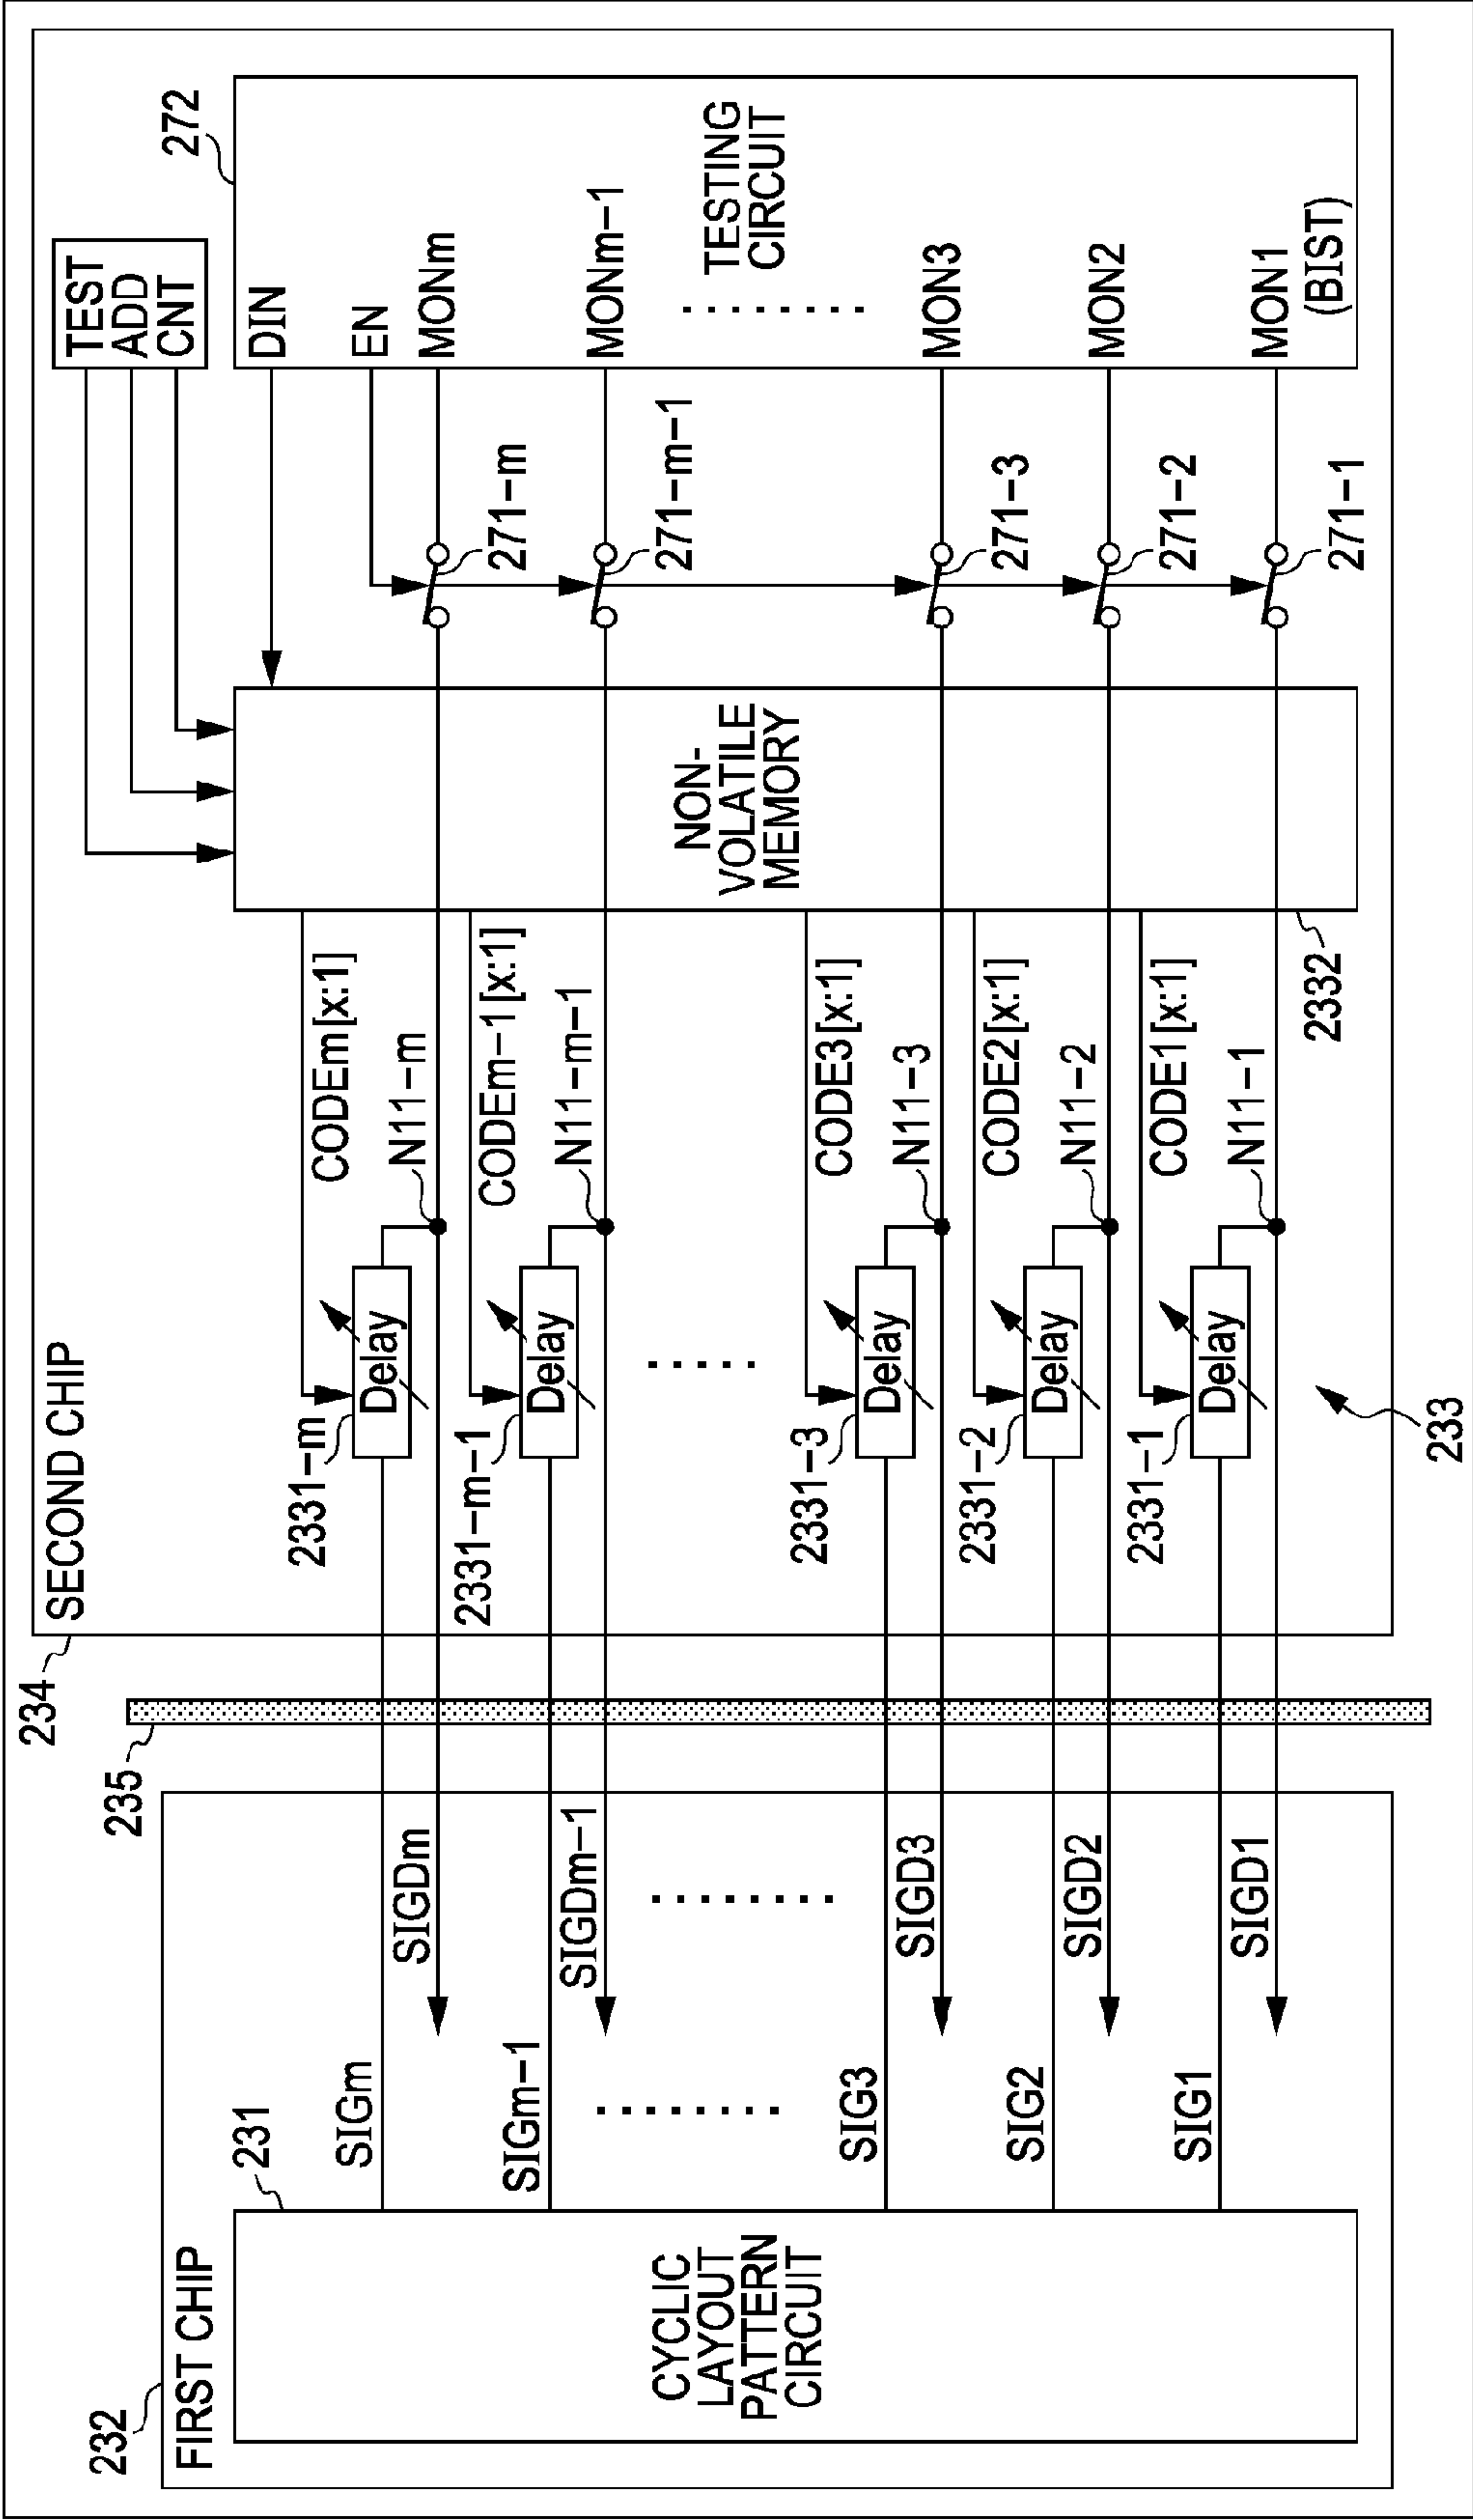 FIRST CHIP
232
CYCLIC
LAYOUT
PATTERN
CIRCUIT
231
SIGm
SIGDm
SIGm-1
SIGDm-1
SIG3
SIGD3
SIG2
SIGD2
SIG1
SIGD1
235
234
SECOND CHIP
2331-m
Delay
CODEm[x:1]
N11-m
2331-m-1
Delay
CODEm-1[x:1]
N11-m-1
2331-3
Delay
CODE3[x:1]
N11-3
2331-2
Delay
CODE2[x:1]
N11-2
2331-1
Delay
CODE1[x:1]
N11-1
233
NON-
VOLATILE
MEMORY
2332
271-m
271-m-1
271-3
271-2
271-1
TEST
ADD
CNT
272
DIN
EN
MONm
MONm-1
MON3
MON2
MON1
(BIST)
TESTING
CIRCUIT